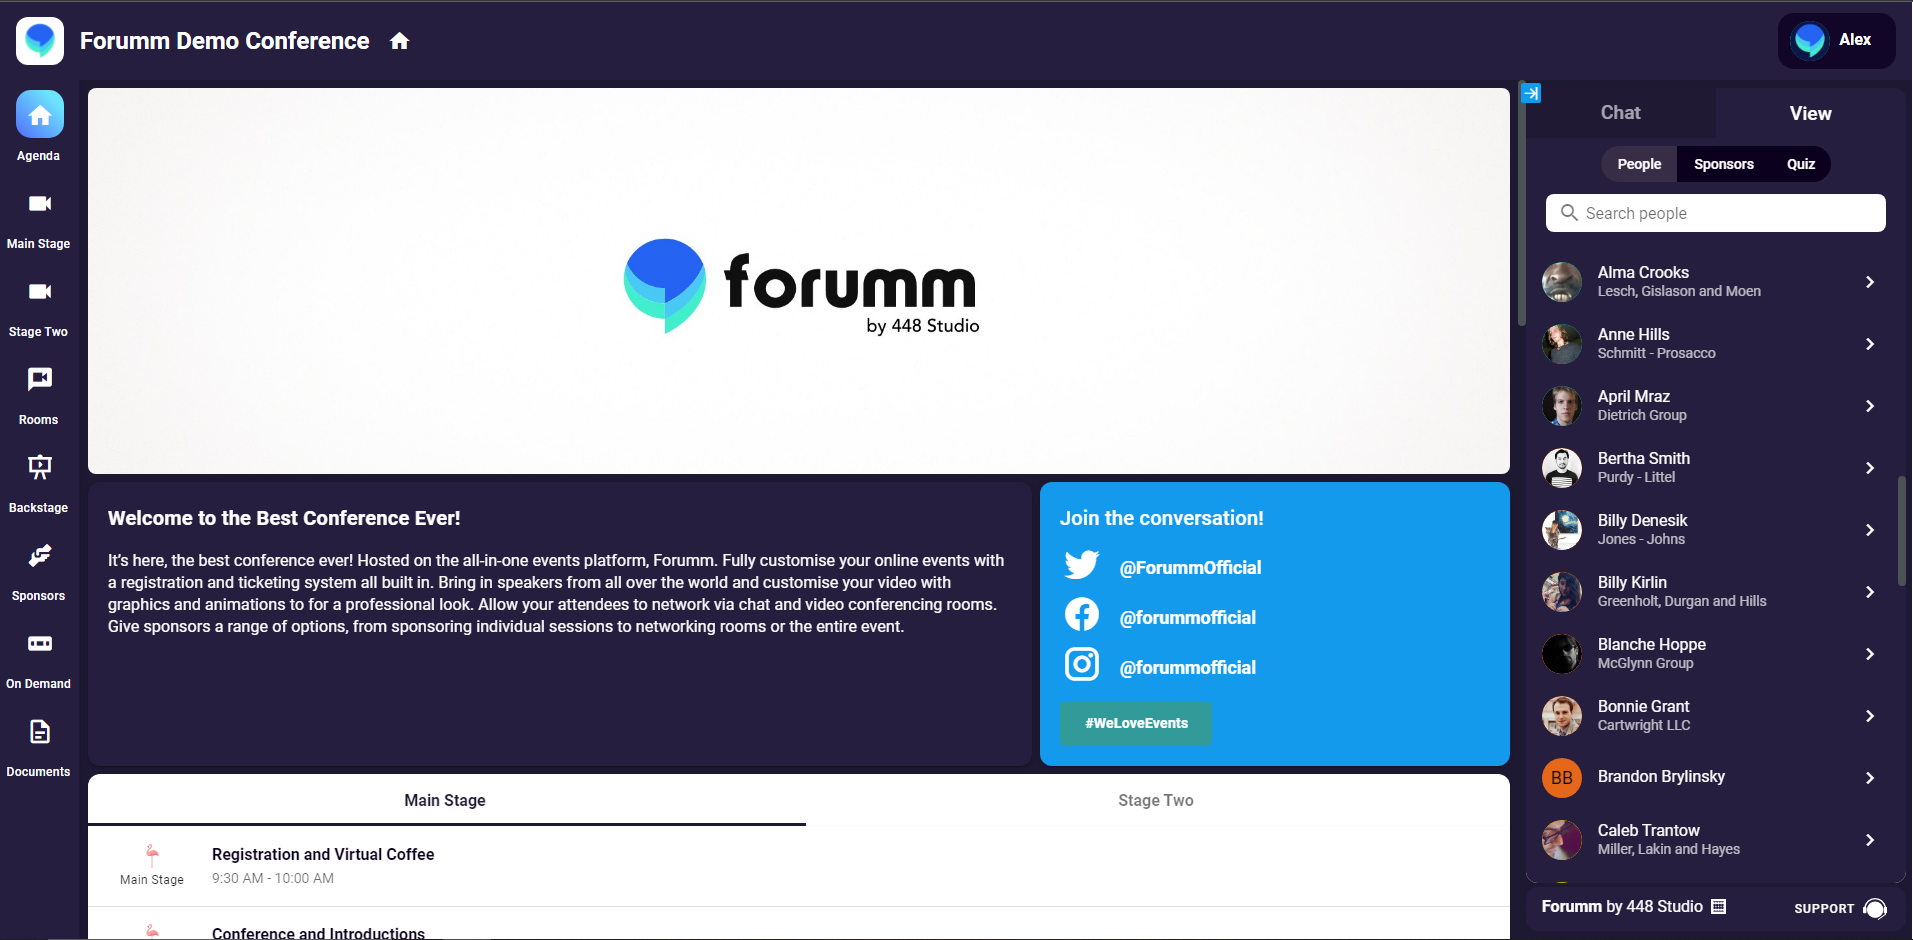 Forumm Demo Conference
Alex
Agenda
Main Stage
Stage Two
Rooms
Backstage
Sponsors
On Demand
Documents
forumm
by 448 Studio
Welcome to the Best Conference Ever!
It's here, the best conference ever! Hosted on the all-in-one events platform, Forumm. Fully customise your online events with
a registration and ticketing system all built in. Bring in speakers from all over the world and customise your video with
graphics and animations to for a professional look. Allow your attendees to network via chat and video conferencing rooms.
Give sponsors a range of options, from sponsoring individual sessions to networking rooms or the entire event.
Join the conversation!
@ForummOfficial
@forummofficial
@forummofficial
#WeLoveEvents
Main Stage
Stage Two
Registration and Virtual Coffee
Main Stage
9:30 AM - 10:00 AM
Conference and Introductions
Chat
View
People
Sponsors
Quiz
Search people
Alma Crooks
Lesch, Gislason and Moen
Anne Hills
Schmitt - Prosacco
April Mraz
Dietrich Group
Bertha Smith
Purdy - Littel
Billy Denesik
Jones - Johns
Billy Kirlin
Greenholt, Durgan and Hills
Blanche Hoppe
McGlynn Group
Bonnie Grant
Cartwright LLC
BB
Brandon Brylinsky
Caleb Trantow
Miller, Lakin and Hayes
Forumm by 448 Studio
SUPPORT